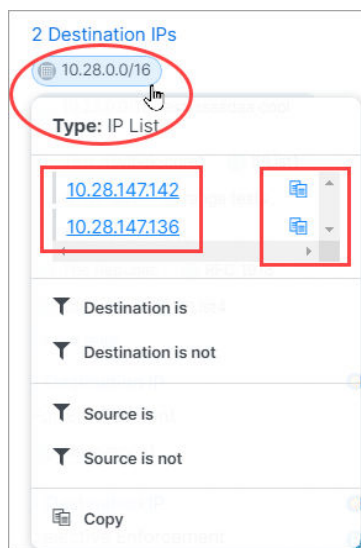 2 Destination IPs
10.28.0.0/16
Type: IP List
10.28.147.142
10.28.147.136
Destination is
Destination is not
Source is
Source is not
Copy